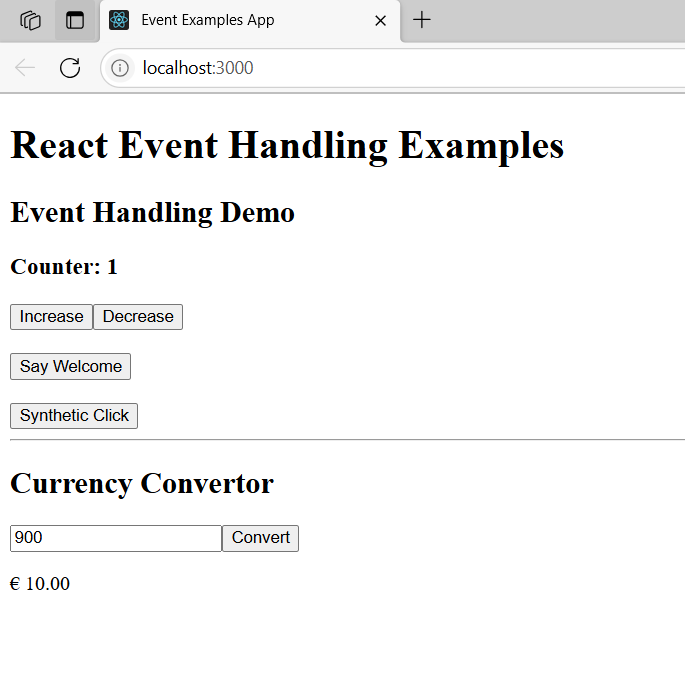 Event Examples App
localhost:3000
React Event Handling Examples
Event Handling Demo
Counter: 1
Increase Decrease
Say Welcome
Synthetic Click
Currency Convertor
900 Convert
€ 10.00